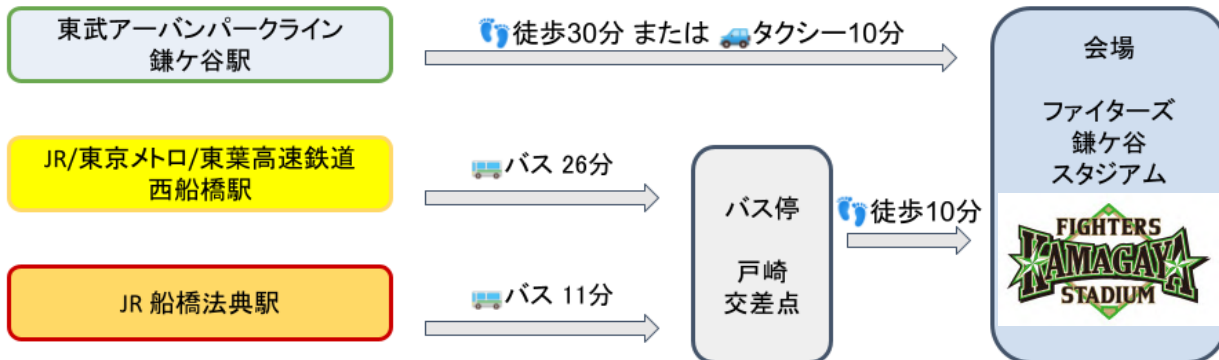 東武アーバンパークライン
鎌ケ谷駅
👣徒歩30分 または 🚙タクシー10分
会場
ファイターズ
鎌ケ谷
スタジアム
FIGHTERS
KAMAGAYA
STADIUM
JR/東京メトロ/東葉高速鉄道
西船橋駅
🚌バス 26分
バス停
戸崎
交差点
👣徒歩10分
JR 船橋法典駅
🚌バス 11分